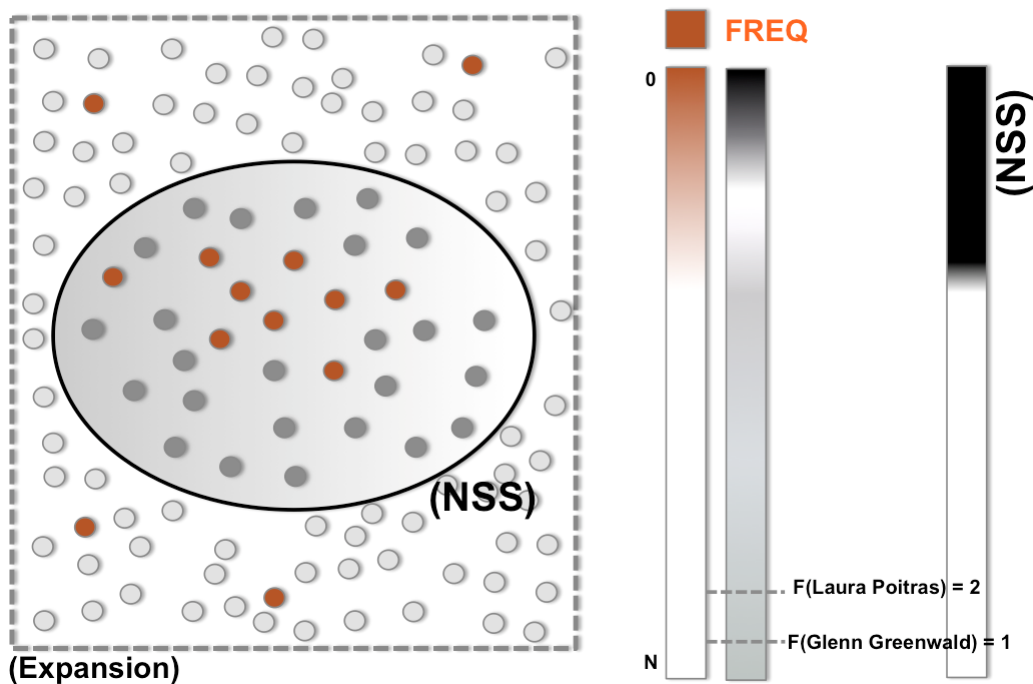 FREQ
0
(NSS)
(NSS)
F(Laura Poitras) = 2
F(Glenn Greenwald) = 1
N
(Expansion)